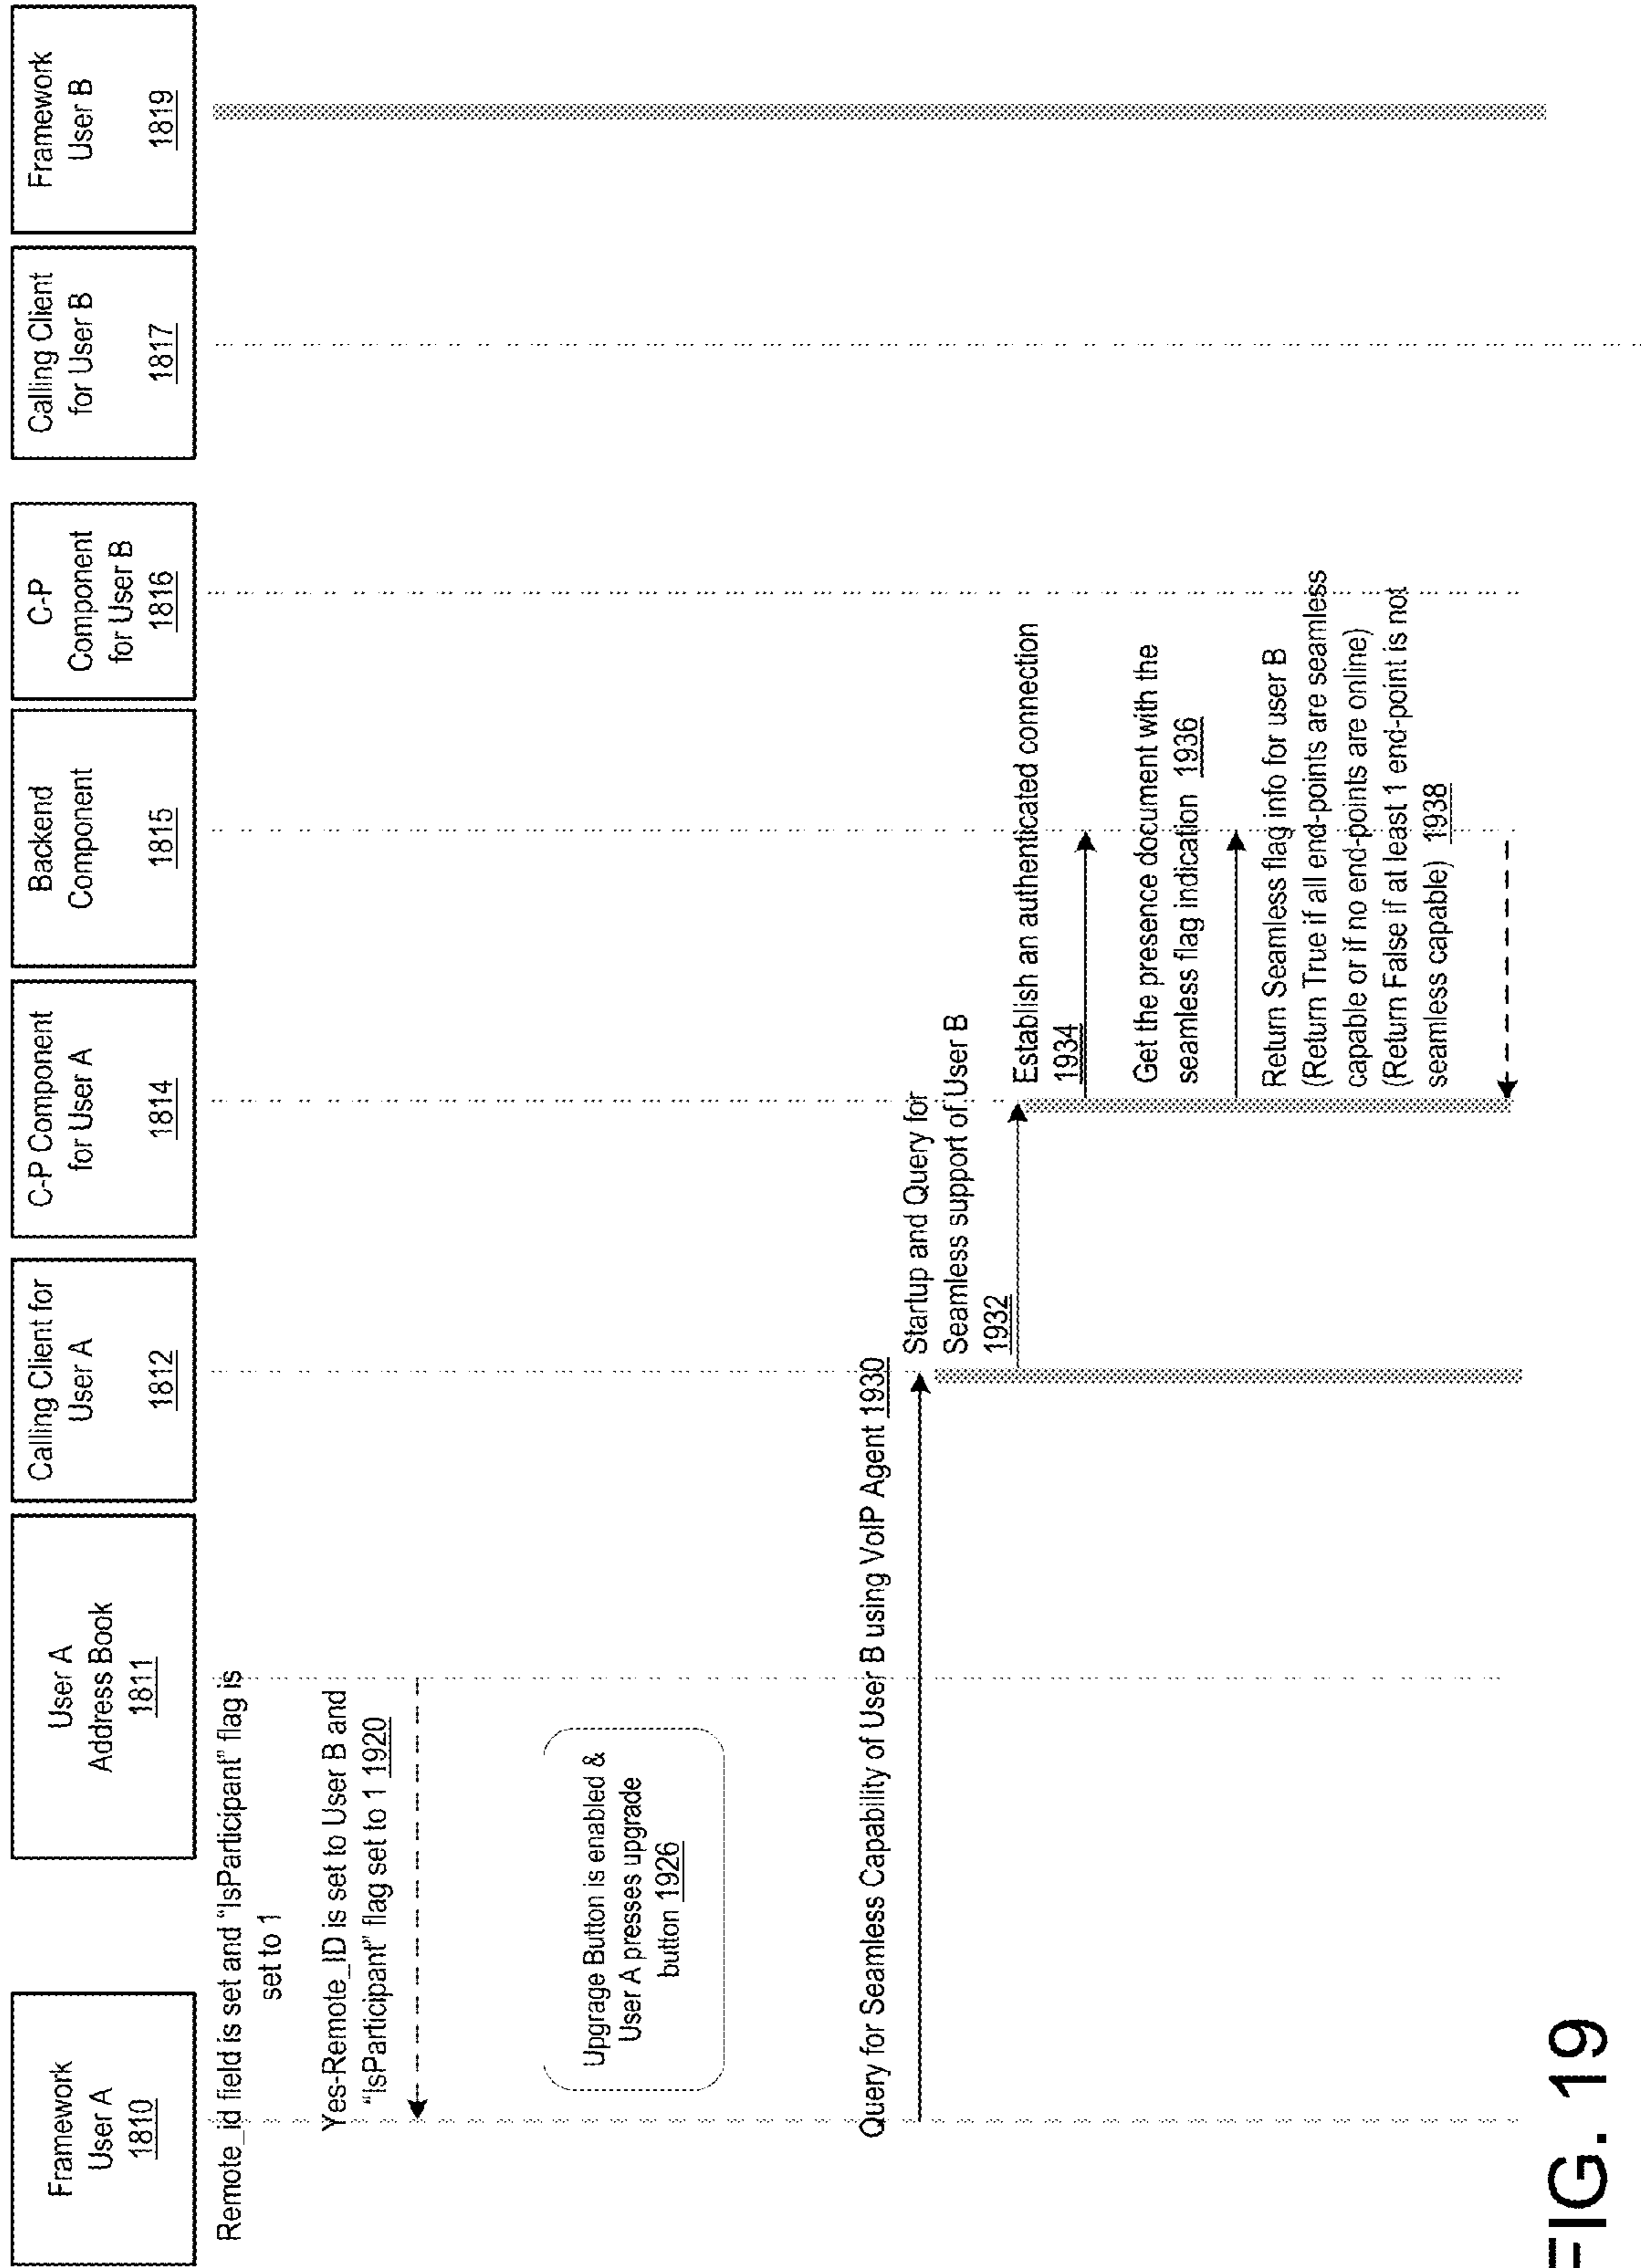 Framework
User A
1810
User A
Address Book
1811
Calling Client for
User A
1812
C-P Component
for User A
1814
Backend
Component
1815
C-P
Component
for User B
1816
Calling Client
for User B
1817
Framework
User B
1819
Remote_id field is set and "IsParticipant" flag is
set to 1
Yes-Remote_ID is set to User B and
"IsParticipant" flag set to 1 1920
Upgrage Button is enabled &
User A presses upgrade
button 1926
Query for Seamless Capability of User B using VoIP Agent 1930
Startup and Query for
Seamless support of User B
1932
Establish an authenticated connection
1934
Get the presence document with the
seamless flag indication 1936
Return Seamless flag info for user B
(Return True if all end-points are seamless
capable or if no end-points are online)
(Return False if at least 1 end-point is not
seamless capable) 1938
FIG. 19